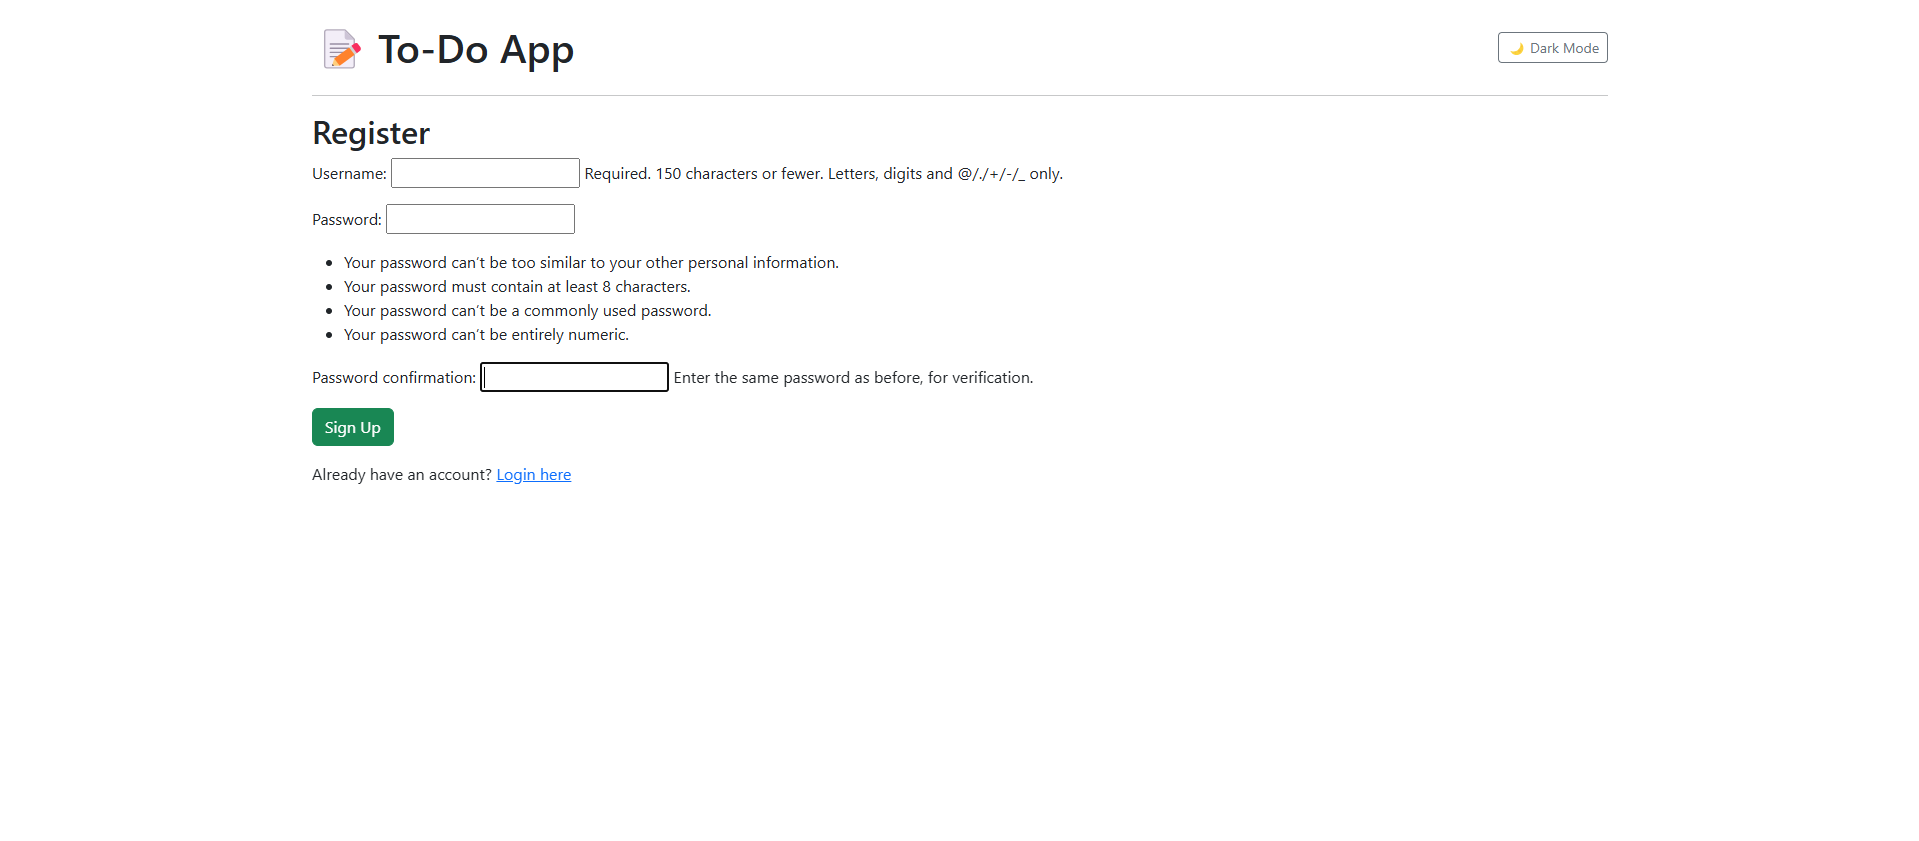 To-Do App
Dark Mode
Register
Username: Required. 150 characters or fewer. Letters, digits and @/./+/-/_ only.
Password:
Your password can’t be too similar to your other personal information.
Your password must contain at least 8 characters.
Your password can’t be a commonly used password.
Your password can’t be entirely numeric.
Password confirmation: Enter the same password as before, for verification.
Sign Up
Already have an account? Login here